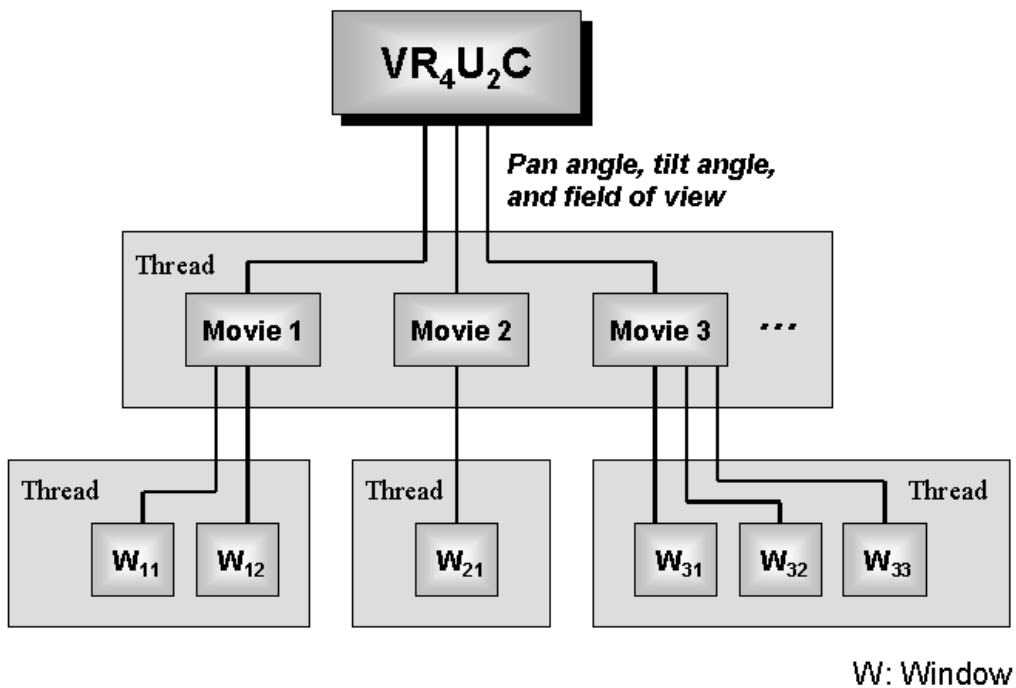 VR₄U₂C
Pan angle, tilt angle,
and field of view
Thread
Movie 1 Movie 2 Movie 3 ...
Thread Thread Thread
W₁₁ W₁₂ W₂₁ W₃₁ W₃₂ W₃₃
W: Window